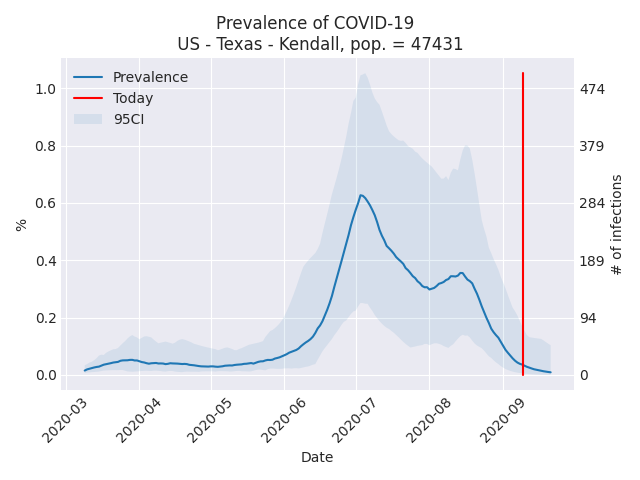 Prevalence of COVID-19
US - Texas - Kendall, pop. = 47431
Prevalence
Today
95CI
1.0
0.8
0.6
0.4
0.2
0.0
%
474
379
284
189
94
0
# of infections
2020-03
2020-04
2020-05
2020-06
2020-07
2020-08
2020-09
Date